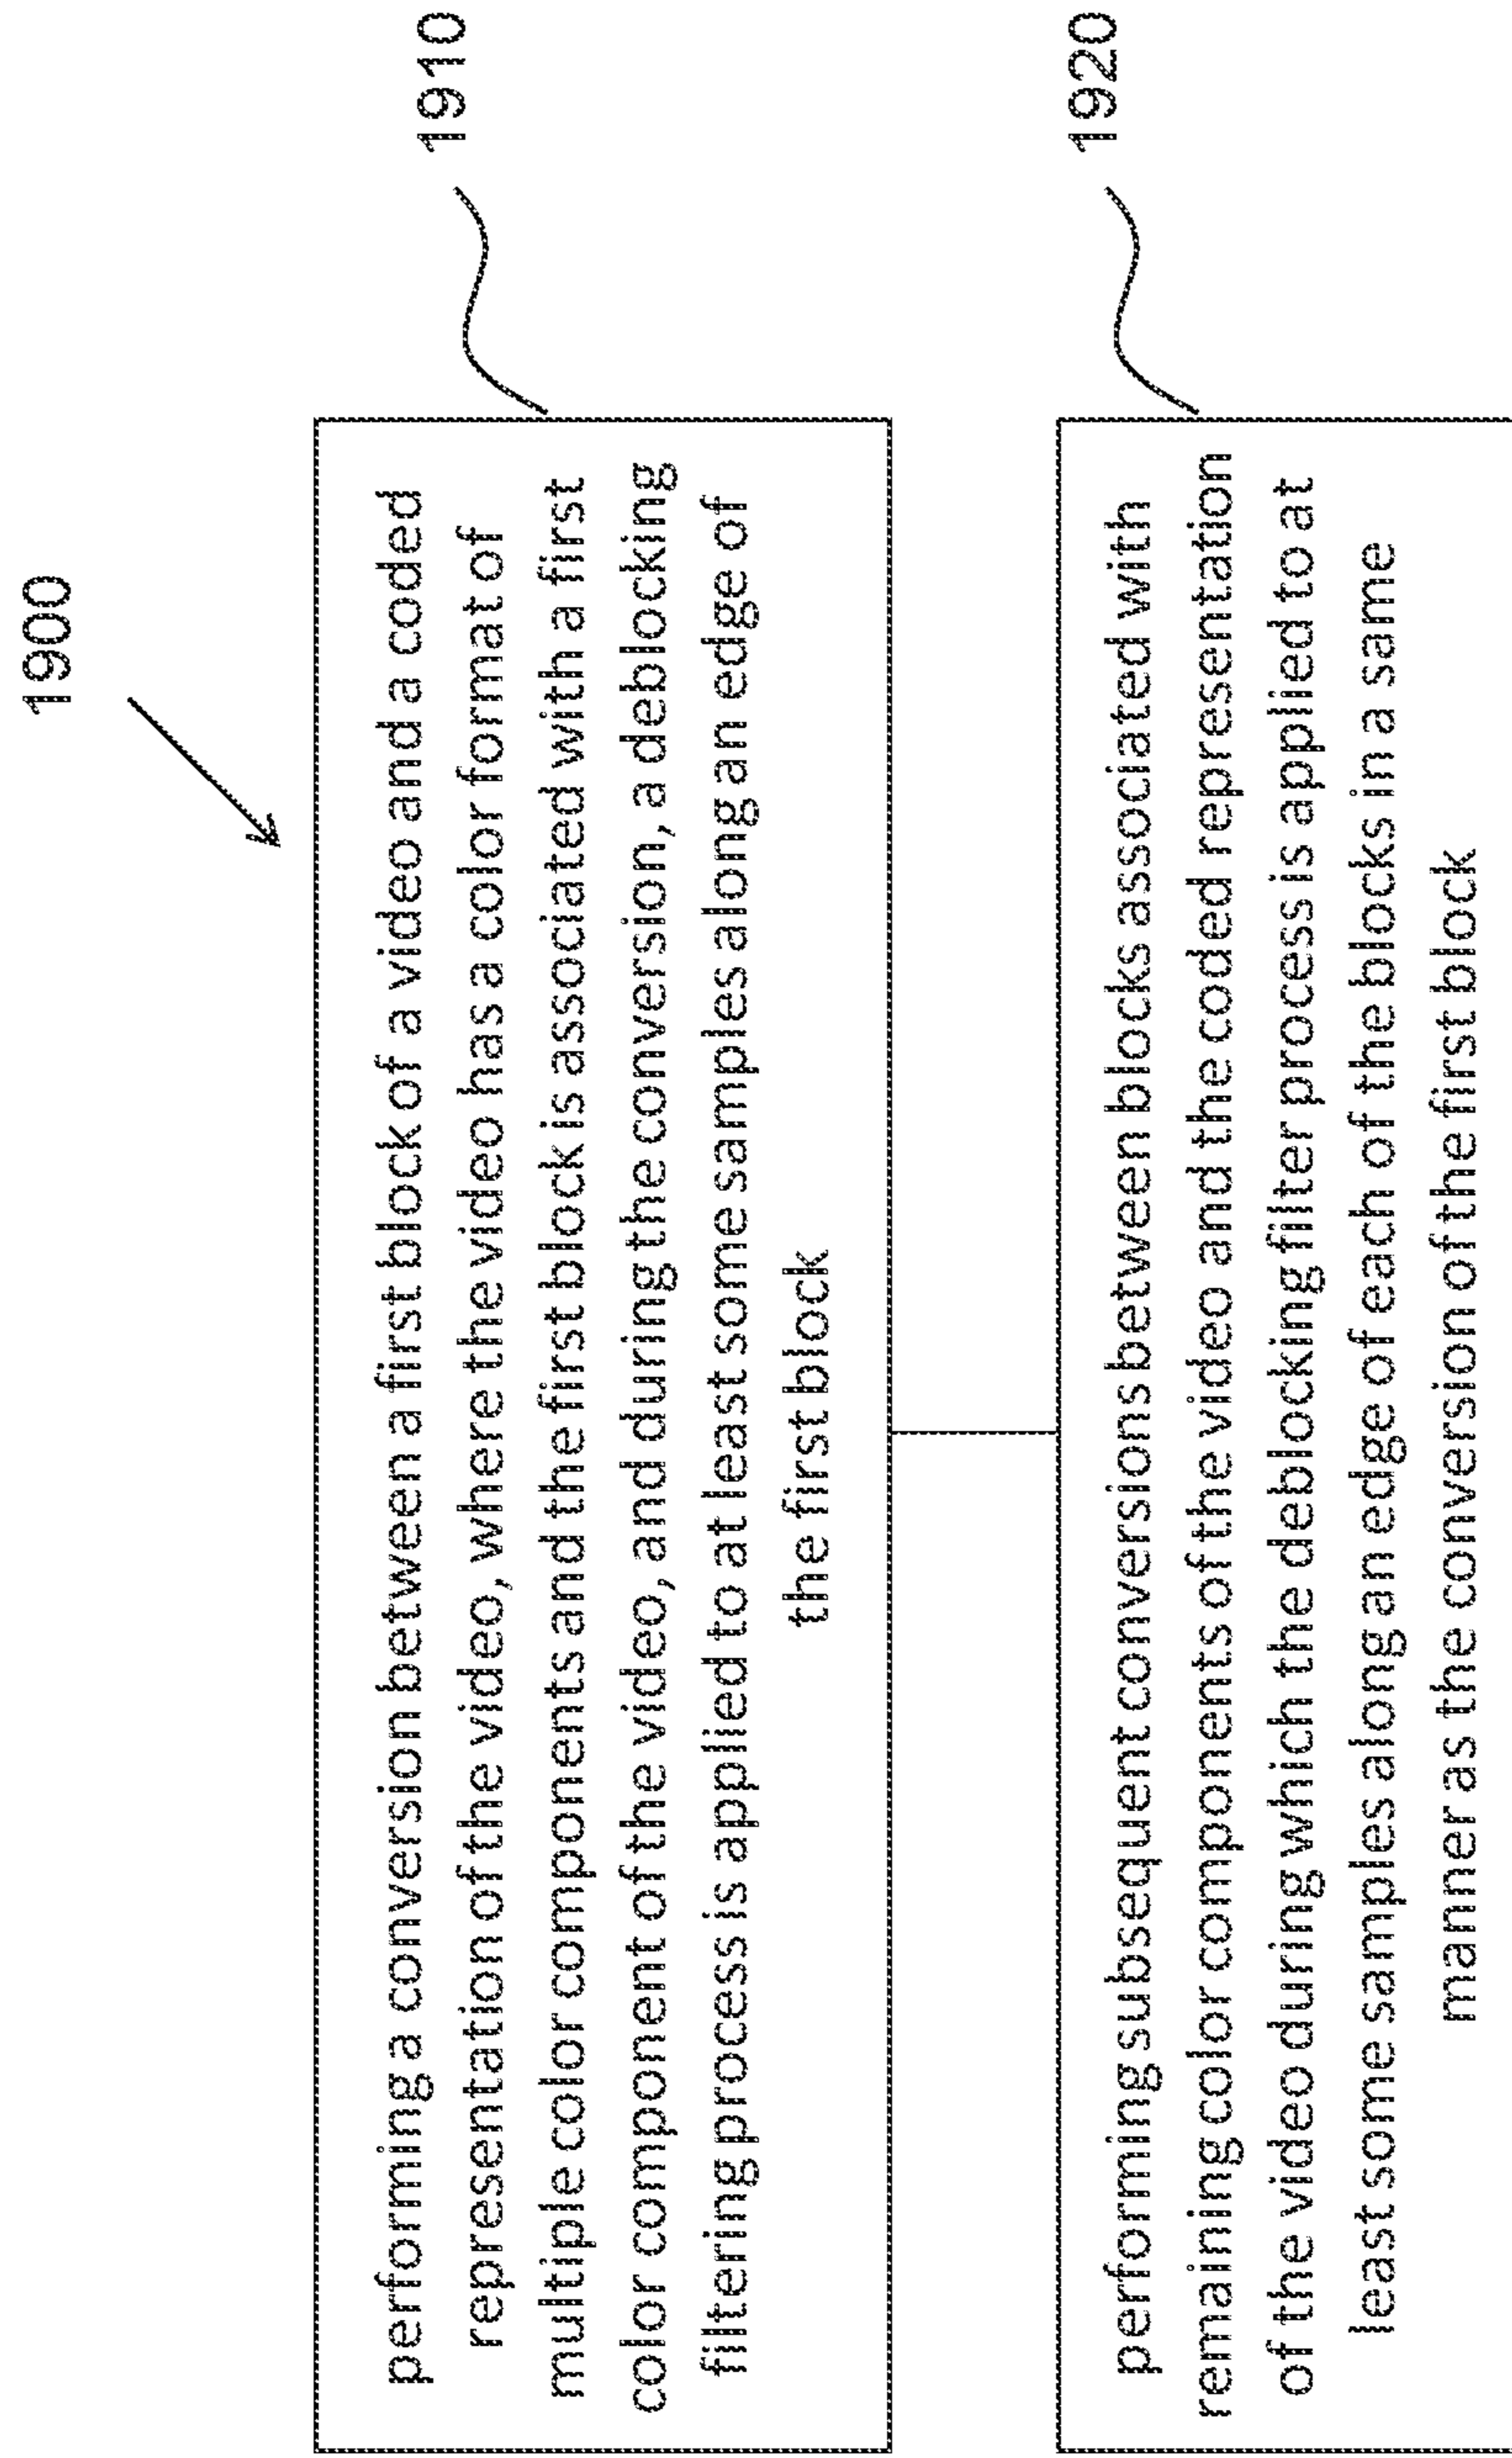 1900
performing a conversion between a first block of a video and a coded
representation of the video, where the video has a color format of
multiple color components and the first block is associated with a first
color component of the video, and during the conversion, a deblocking
filtering process is applied to at least some samples along an edge of
the first block
1910
performing subsequent conversions between blocks associated with
remaining color components of the video and the coded representation
of the video during which the deblocking filter process is applied to at
least some samples along an edge of each of the blocks in a same
manner as the conversion of the first block
1920